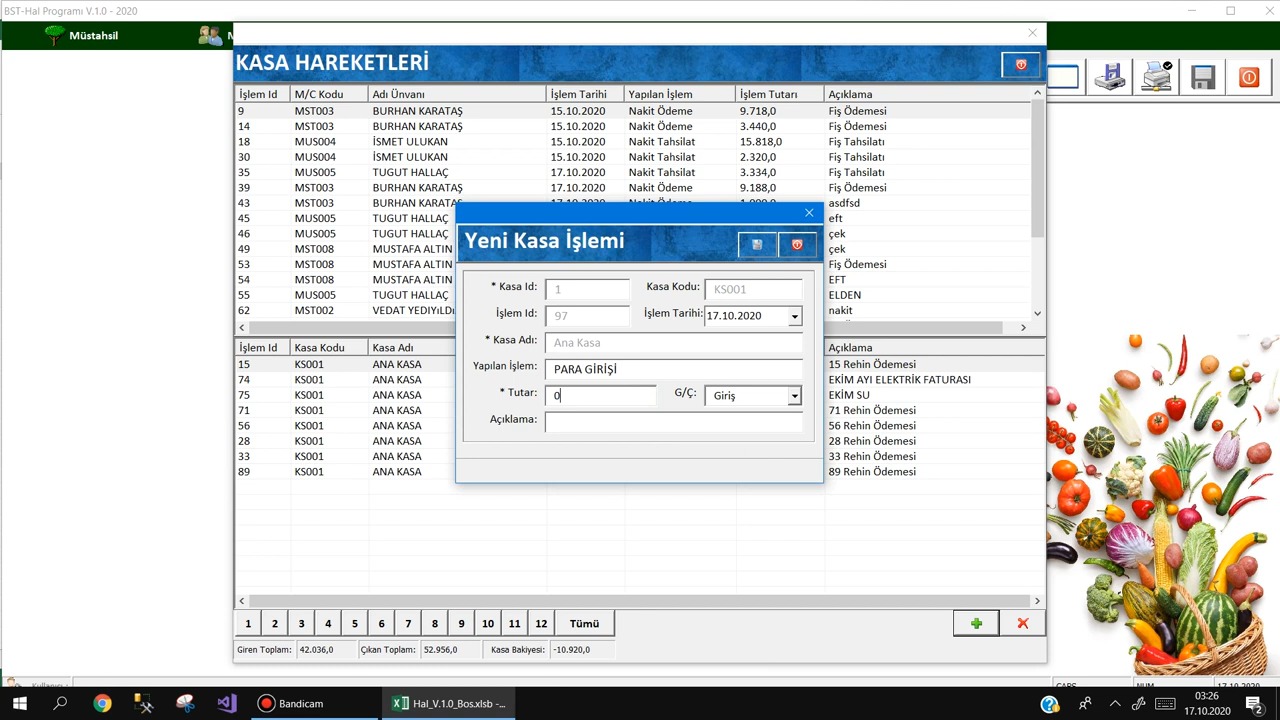 BST-Hal Programı V.1.0 - 2020
Müstahsil
KASA HAREKETLERİ
İşlem Id M/C Kodu Adı Ünvanı İşlem Tarihi Yapılan İşlem İşlem Tutarı Açıklama
9 MST003 BURHAN KARATAŞ 15.10.2020 Nakit Ödeme 9.718,0 Fiş Ödemesi
14 MST003 BURHAN KARATAŞ 15.10.2020 Nakit Ödeme 3.440,0 Fiş Ödemesi
18 MUS004 İSMET ULUKAN 15.10.2020 Nakit Tahsilat 15.818,0 Fiş Tahsilatı
30 MUS004 İSMET ULUKAN 15.10.2020 Nakit Tahsilat 2.320,0 Fiş Tahsilatı
35 MUS005 TUGUT HALLAÇ 17.10.2020 Nakit Tahsilat 3.334,0 Fiş Tahsilatı
39 MST003 BURHAN KARATAŞ 17.10.2020 Nakit Ödeme 9.188,0 Fiş Ödemesi
43 MST003 BURHAN KARATAŞ asdfsd
45 MUS005 TUGUT HALLAÇ eft
46 MUS005 TUGUT HALLAÇ çek
49 MST008 MUSTAFA ALTIN çek
53 MST008 MUSTAFA ALTIN Fiş Ödemesi
54 MST008 MUSTAFA ALTIN EFT
55 MUS005 TUGUT HALLAÇ ELDEN
62 MST002 VEDAT nakit
Yeni Kasa İşlemi
* Kasa Id: 1 Kasa Kodu: KS001
İşlem Id: 97 İşlem Tarihi: 17.10.2020
* Kasa Adı: Ana Kasa
Yapılan İşlem: PARA GİRİŞİ
* Tutar: 0 G/Ç: Giriş
Açıklama:
İşlem Id Kasa Kodu Kasa Adı Açıklama
15 KS001 ANA KASA 15 Rehin Ödemesi
74 KS001 ANA KASA EKİM AYI ELEKTRİK FATURASI
75 KS001 ANA KASA EKİM SU
71 KS001 ANA KASA 71 Rehin Ödemesi
56 KS001 ANA KASA 56 Rehin Ödemesi
28 KS001 ANA KASA 28 Rehin Ödemesi
33 KS001 ANA KASA 33 Rehin Ödemesi
89 KS001 ANA KASA 89 Rehin Ödemesi
1 2 3 4 5 6 7 8 9 10 11 12 Tümü
Giren Toplam: 42.036,0 Çıkan Toplam: 52.956,0 Kasa Bakiyesi: -10.920,0
Bandicam
Hal_V.1.0_Bos.xlsb -...
03:26
17.10.2020
2